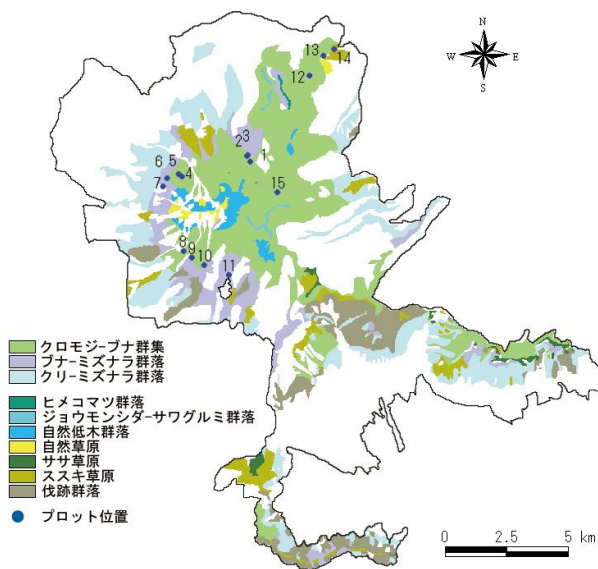 N
W E
S
13
14
12
2 3
1
6 5 4
7
15
8
9
10
11
クロモジ-ブナ群集
ブナ-ミズナラ群落
クリ-ミズナラ群落
ヒメコマツ群落
ジョウモンシダ-サワグルミ群落
自然低木群落
自然草原
ササ草原
ススキ草原
伐跡群落
プロット位置
0 2.5 5 km